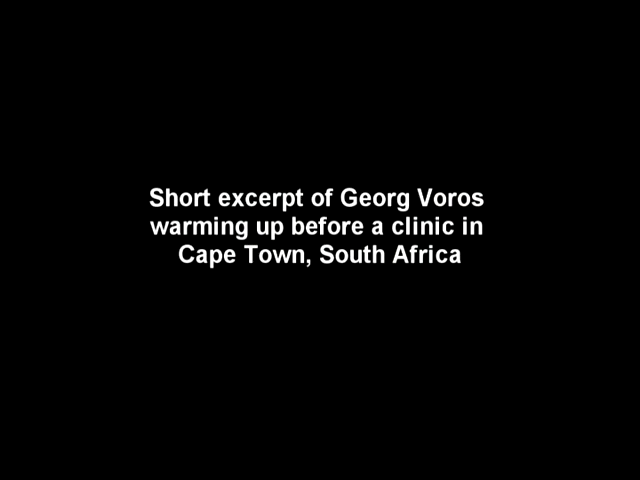 Short excerpt of Georg Voros
warming up before a clinic in
Cape Town, South Africa